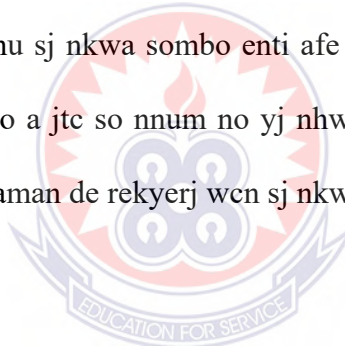 nu sj nkwa sombo enti afe
o a jtc so nnum no yj nhw
aman de rekyerj wcn sj nkw
EDUCATION FOR SERVICE